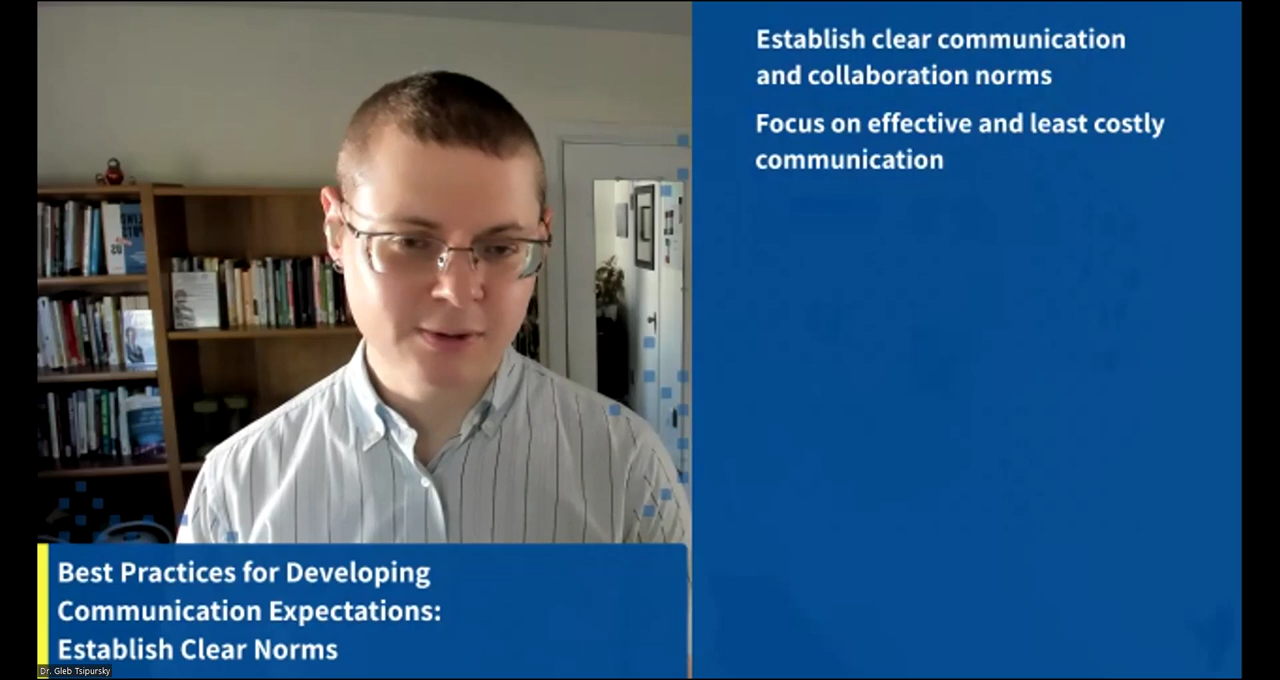 Establish clear communication
and collaboration norms
Focus on effective and least costly
communication
Best Practices for Developing
Communication Expectations:
Establish Clear Norms
Dr. Gleb Tsipursky